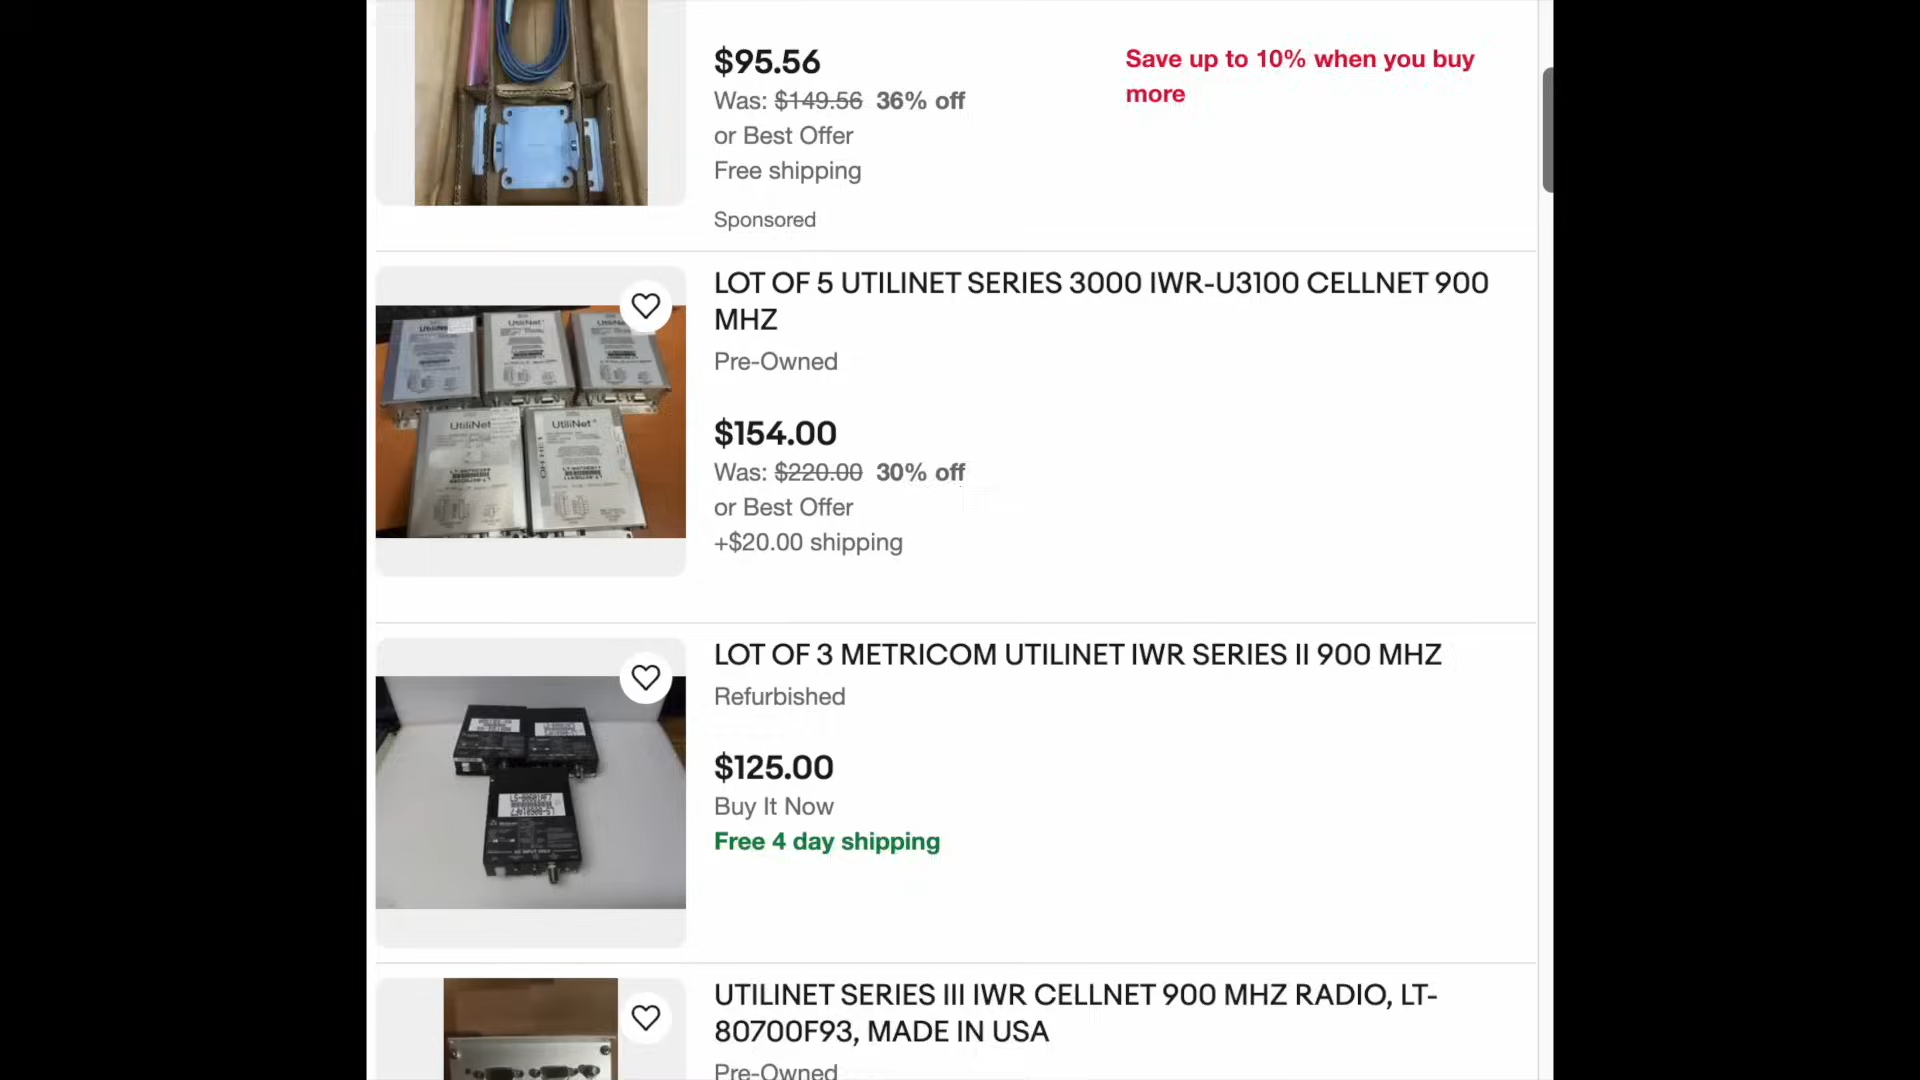 $95.56
Save up to 10% when you buy
more
Was: $149.56 36% off
or Best Offer
Free shipping
Sponsored
LOT OF 5 UTILINET SERIES 3000 IWR-U3100 CELLNET 900
MHZ
Pre-Owned
$154.00
Was: $220.00 30% off
or Best Offer
+$20.00 shipping
UtiliNet
UtiliNet
UtiliNet
UtiliNet
LOT OF 3 METRICOM UTILINET IWR SERIES II 900 MHZ
Refurbished
$125.00
Buy It Now
Free 4 day shipping
UTILINET SERIES III IWR CELLNET 900 MHZ RADIO, LT-
80700F93, MADE IN USA
Pre-Owned